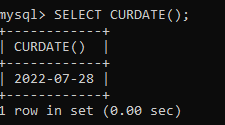 mysql> SELECT CURDATE();
+------------+
| CURDATE()  |
+------------+
| 2022-07-28 |
+------------+
1 row in set (0.00 sec)